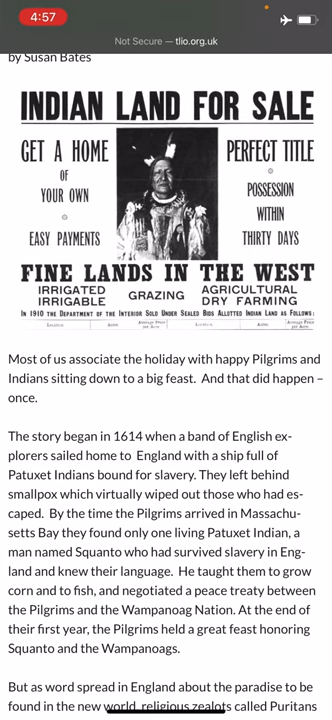 4:57
Not Secure — tlio.org.uk
by Susan Bates
INDIAN LAND FOR SALE
GET A HOME
OF
YOUR OWN
EASY PAYMENTS
PERFECT TITLE
POSSESSION
WITHIN
THIRTY DAYS
FINE LANDS IN THE WEST
IRRIGATED
IRRIGABLE
GRAZING
AGRICULTURAL
DRY FARMING
IN 1910 THE DEPARTMENT OF THE INTERIOR SOLD UNDER SEALED BIDS ALLOTTED INDIAN LAND AS FOLLOWS:
Most of us associate the holiday with happy Pilgrims and
Indians sitting down to a big feast.  And that did happen –
once.
The story began in 1614 when a band of English ex-
plorers sailed home to  England with a ship full of
Patuxet Indians bound for slavery. They left behind
smallpox which virtually wiped out those who had es-
caped.  By the time the Pilgrims arrived in Massachu-
setts Bay they found only one living Patuxet Indian, a
man named Squanto who had survived slavery in Eng-
land and knew their language.  He taught them to grow
corn and to fish, and negotiated a peace treaty between
the Pilgrims and the Wampanoag Nation. At the end of
their first year, the Pilgrims held a great feast honoring
Squanto and the Wampanoags.
But as word spread in England about the paradise to be
found in the new world, religious zealots called Puritans